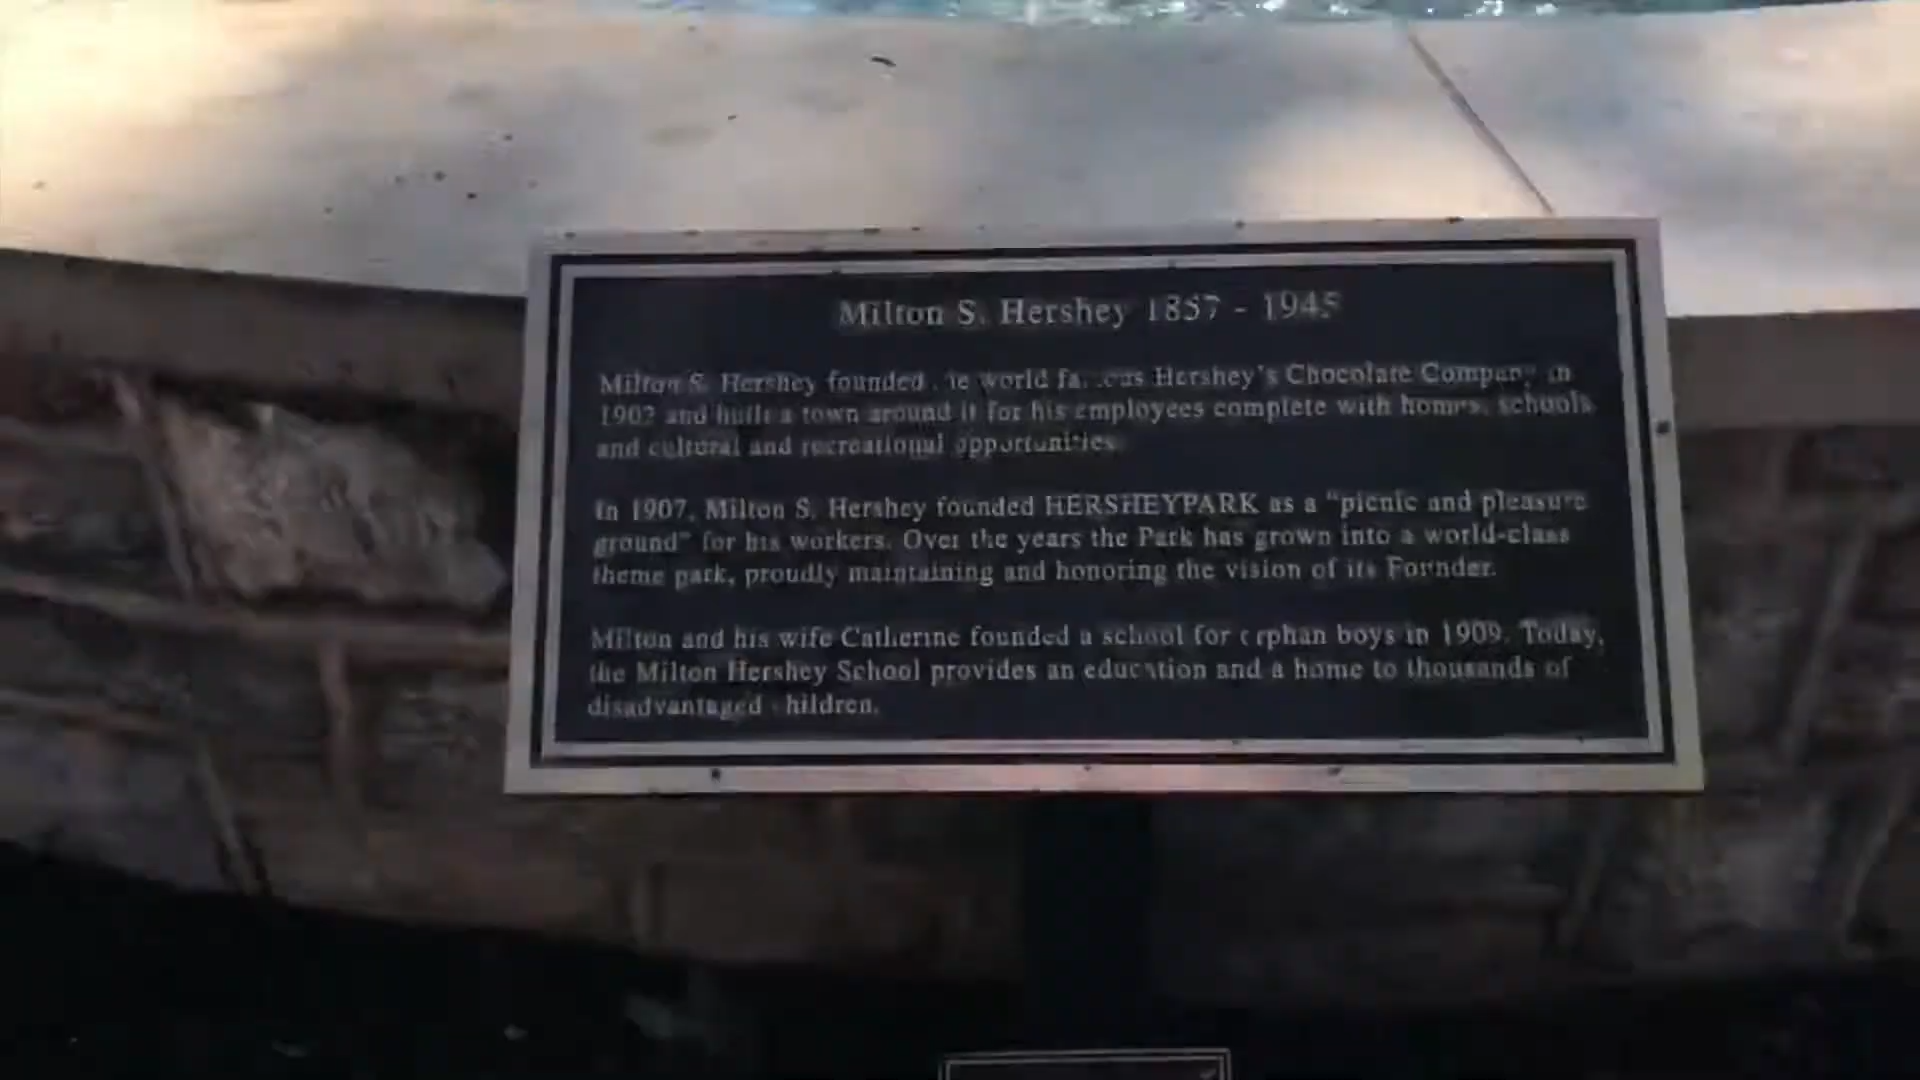 Milton S. Hershey 1857 - 1945
Milton S. Hershey founded the world famous Hershey's Chocolate Company in
and built a town around it for his employees complete with homes, schools
and cultural and recreational opportunities.
In 1907, Milton S. Hershey founded HERSHEYPARK as a "picnic and pleasure
ground" for his workers. Over the years the Park has grown into a world-class
theme park, proudly maintaining and honoring the vision of its Founder.
Milton and his wife Catherine founded a school for orphan boys in 1909. Today,
the Milton Hershey School provides an education and a home to thousands of
disadvantaged children.